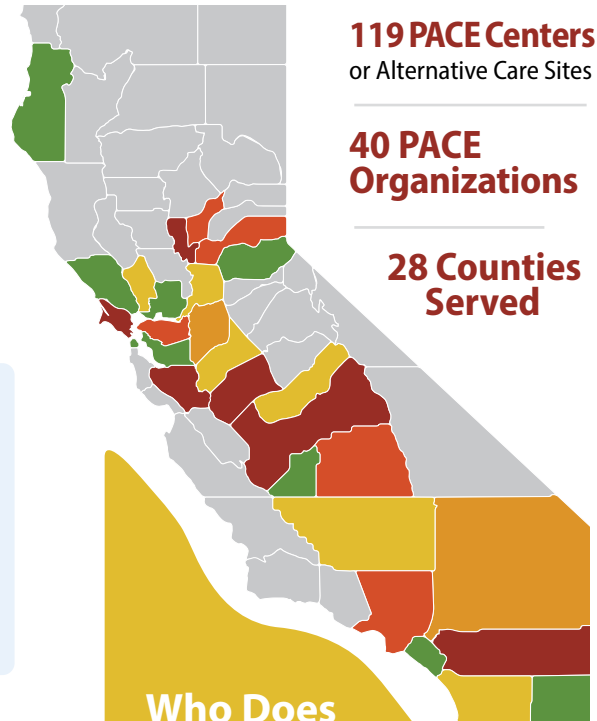 119 PACE Centers
or Alternative Care Sites
40 PACE
Organizations
28 Counties
Served
Who Does